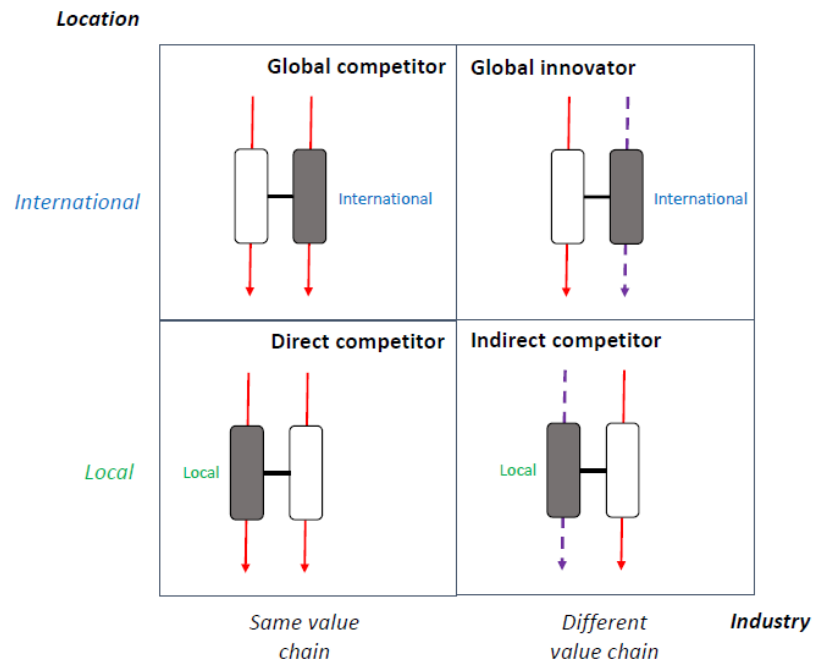 Location
Global competitor
Global innovator
International
International
International
Direct competitor
Indirect competitor
Local
Local
Local
Same value
chain
Different
value chain
Industry